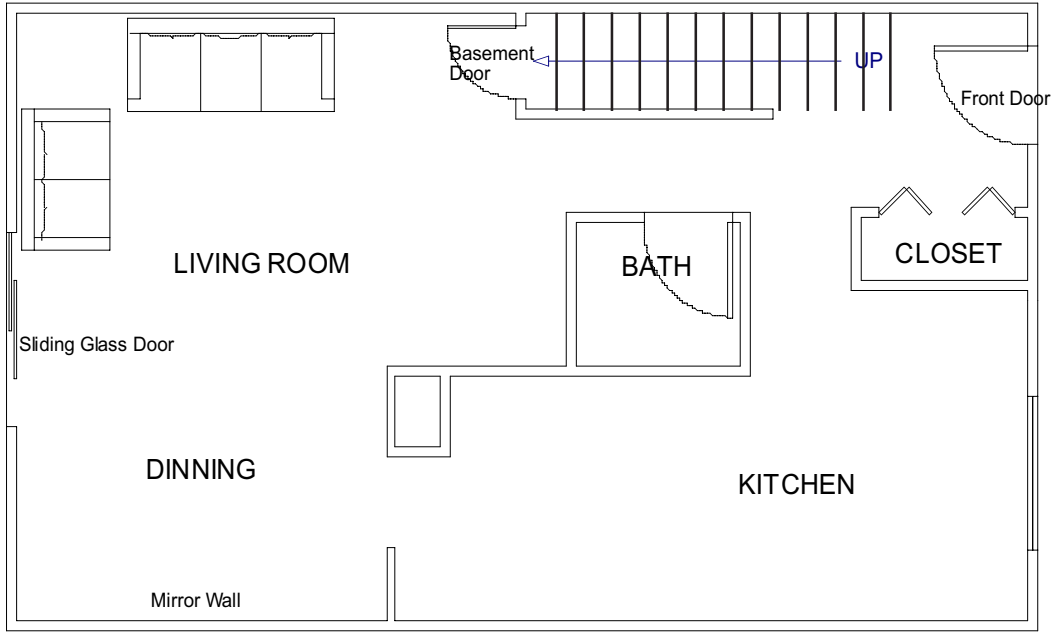 Basement
Door
UP
Front Door
LIVING ROOM
BATH
CLOSET
Sliding Glass Door
DINNING
KITCHEN
Mirror Wall